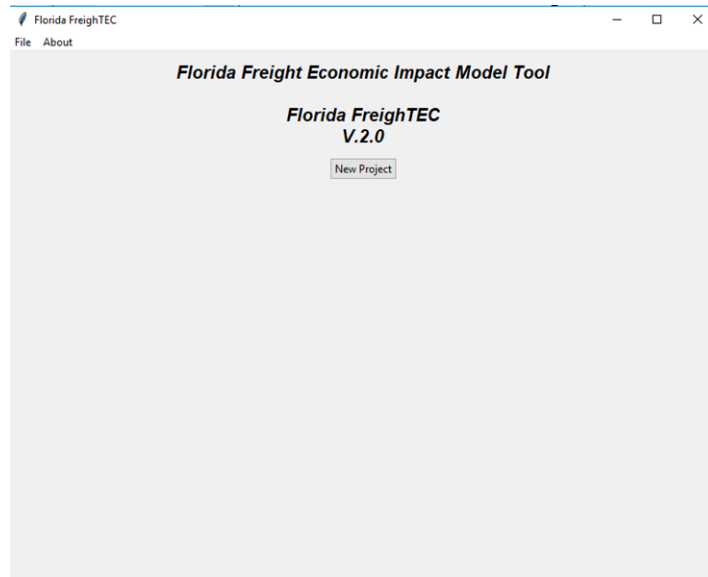 Florida FreighTEC
File About
Florida Freight Economic Impact Model Tool
Florida FreighTEC
V.2.0
New Project